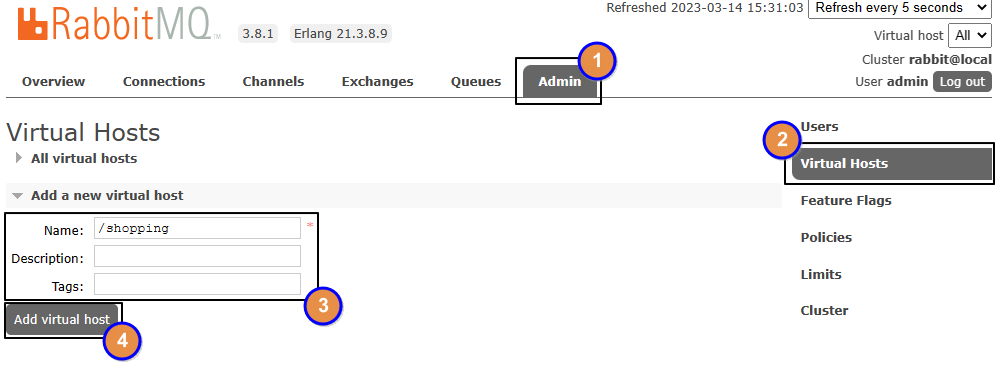 Refreshed 2023-03-14 15:31:03 Refresh every 5 seconds
RabbitMQ TM 3.8.1 Erlang 21.3.8.9
Virtual host All
Cluster rabbit@local
User admin Log out
Overview Connections Channels Exchanges Queues Admin
1
Virtual Hosts
All virtual hosts
Add a new virtual host
Name: /shopping *
Description:
Tags:
3
Add virtual host
4
Users
2
Virtual Hosts
Feature Flags
Policies
Limits
Cluster